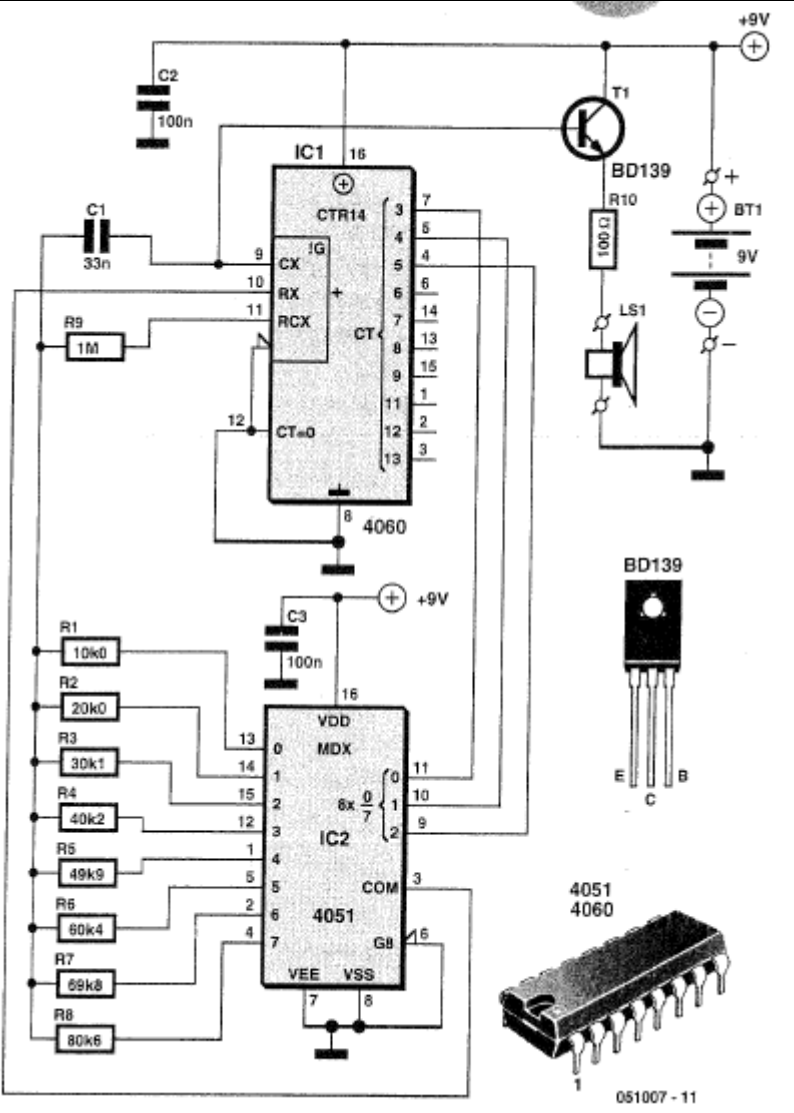 +9V
C2
100n
T1
BD139
IC1
16
CTR14
C1
33n
!G
9
CX
10
RX
+
11
RCX
CT
3
7
4
5
5
4
6
6
7
14
8
13
9
15
11
1
12
2
13
3
R9
1M
12
CT=0
8
4060
R10
100Ω
+
BT1
9V
LS1
−
BD139
E
C
B
C3
100n
+9V
16
VDD
MDX
R1
10k0
R2
20k0
R3
30k1
R4
40k2
R5
49k9
R6
60k4
R7
69k8
R8
80k6
13
0
14
1
15
2
12
3
1
4
5
5
2
6
4
7
8x 0/7
0
11
1
10
2
9
IC2
COM
3
4051
G8
6
VEE
VSS
7
8
4051
4060
1
051007 - 11